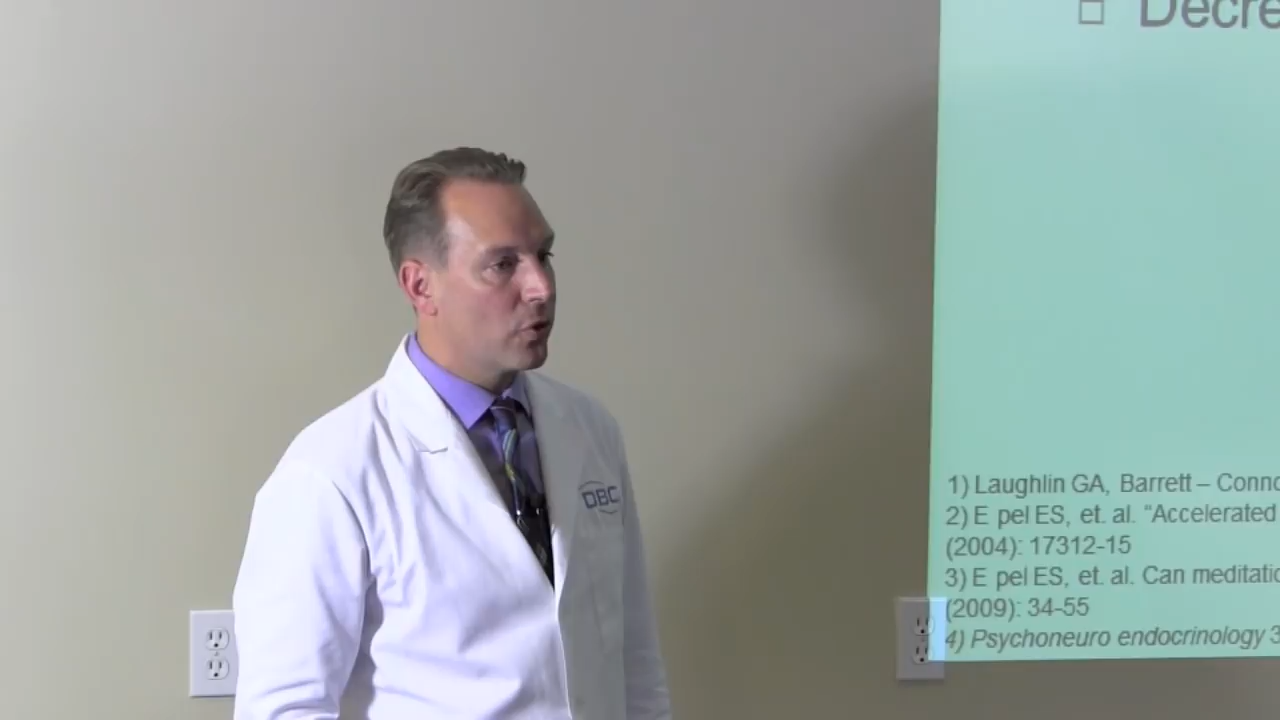 Decre
DBC
1) Laughlin GA, Barrett – Conno
2) E pel ES, et. al. “Accelerated
(2004): 17312-15
3) E pel ES, et. al. Can meditatio
(2009): 34-55
4) Psychoneuro endocrinology 3